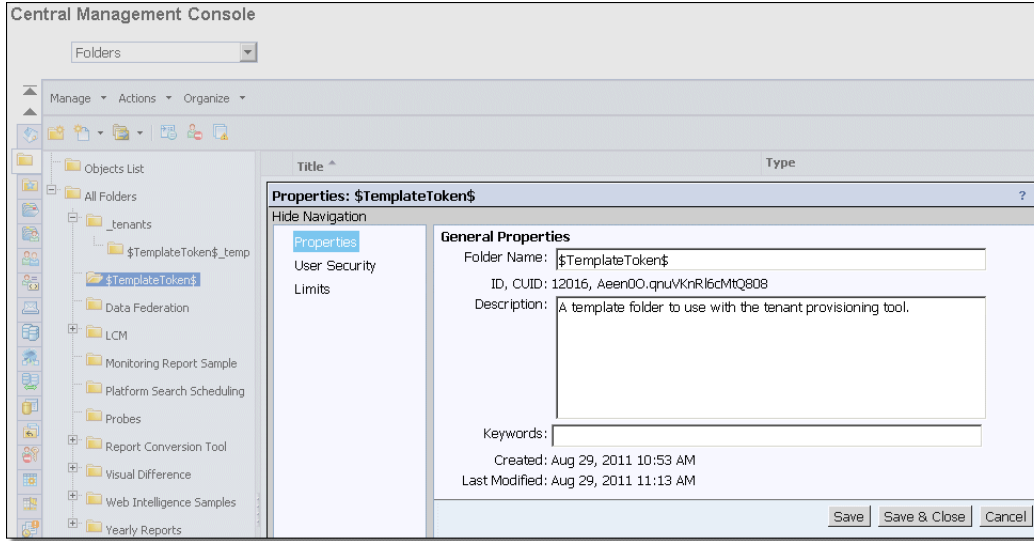 Central Management Console
Folders
Manage Actions Organize
Objects List
All Folders
_tenants
$TemplateToken$_temp
$TemplateToken$
Data Federation
LCM
Monitoring Report Sample
Platform Search Scheduling
Probes
Report Conversion Tool
Visual Difference
Web Intelligence Samples
Yearly Reports
Title Type
Properties: $TemplateToken$ ?
Hide Navigation
Properties
User Security
Limits
General Properties
Folder Name: $TemplateToken$
ID, CUID: 12016, Aeen0O.qnuVKnRl6cMtQ808
Description: A template folder to use with the tenant provisioning tool.
Keywords:
Created: Aug 29, 2011 10:53 AM
Last Modified: Aug 29, 2011 11:13 AM
Save Save & Close Cancel